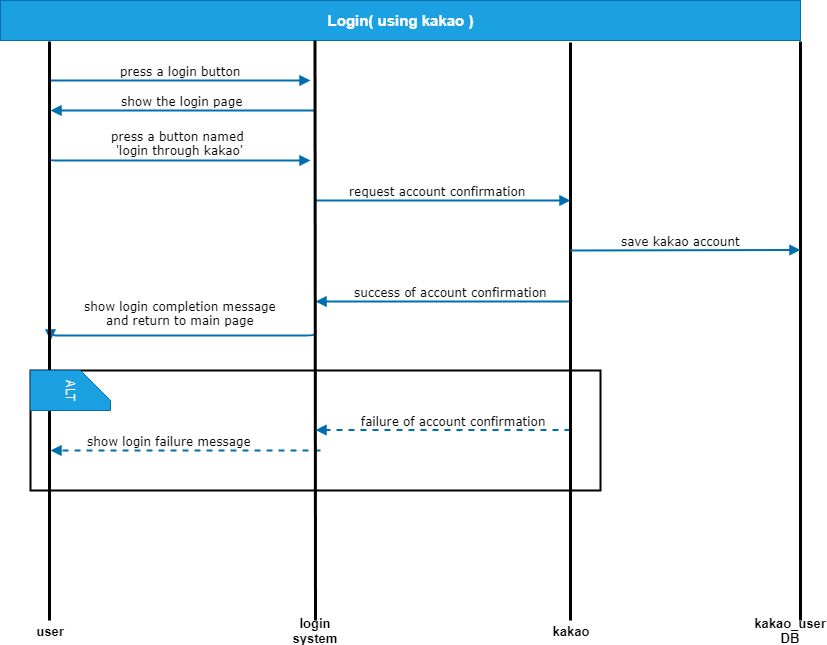 Login( using kakao )
press a login button
show the login page
press a button named
'login through kakao'
request account confirmation
save kakao account
success of account confirmation
show login completion message
and return to main page
ALT
failure of account confirmation
show login failure message
user
login
system
kakao
kakao_user
DB